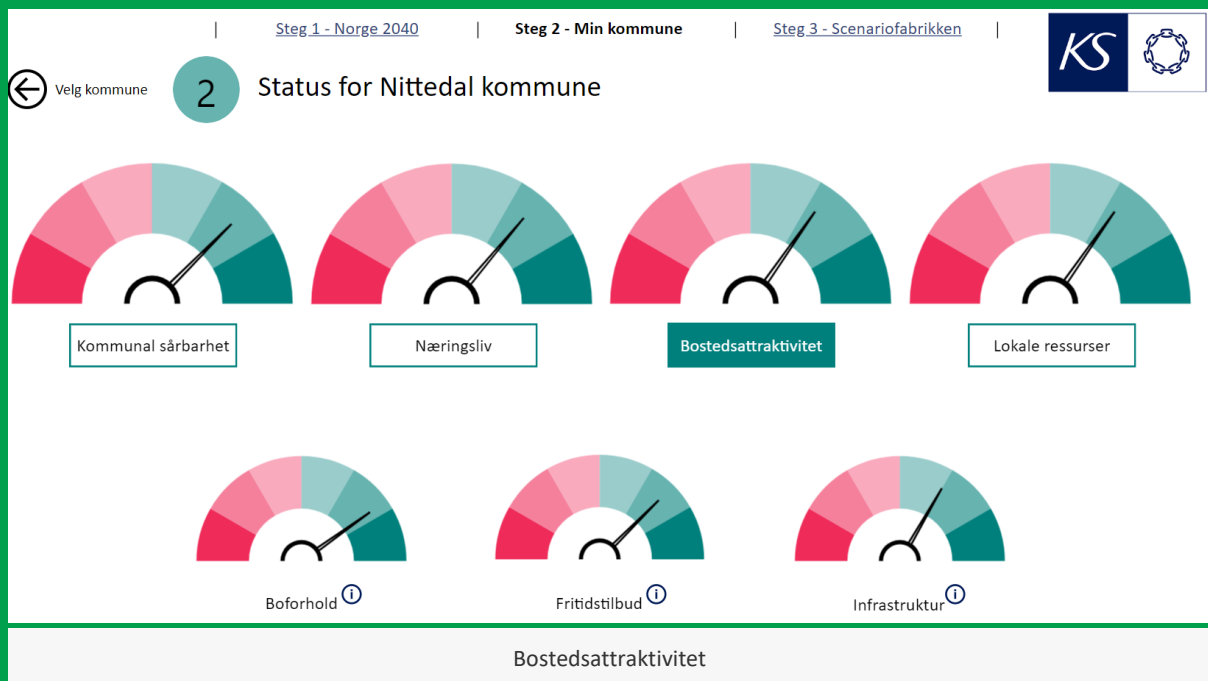 | Steg 1 - Norge 2040 | Steg 2 - Min kommune | Steg 3 - Scenariofabrikken |
KS
Velg kommune
2
Status for Nittedal kommune
Kommunal sårbarhet
Næringsliv
Bostedsattraktivitet
Lokale ressurser
Boforhold i
Fritidstilbud i
Infrastruktur i
Bostedsattraktivitet